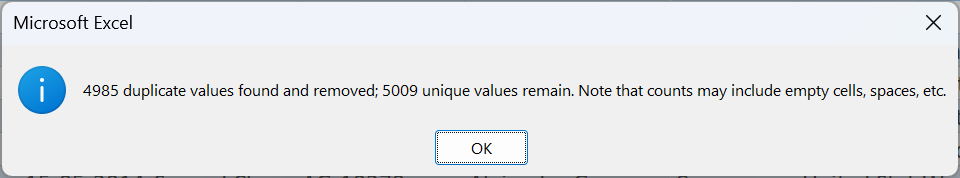 Microsoft Excel
4985 duplicate values found and removed; 5009 unique values remain. Note that counts may include empty cells, spaces, etc.
OK